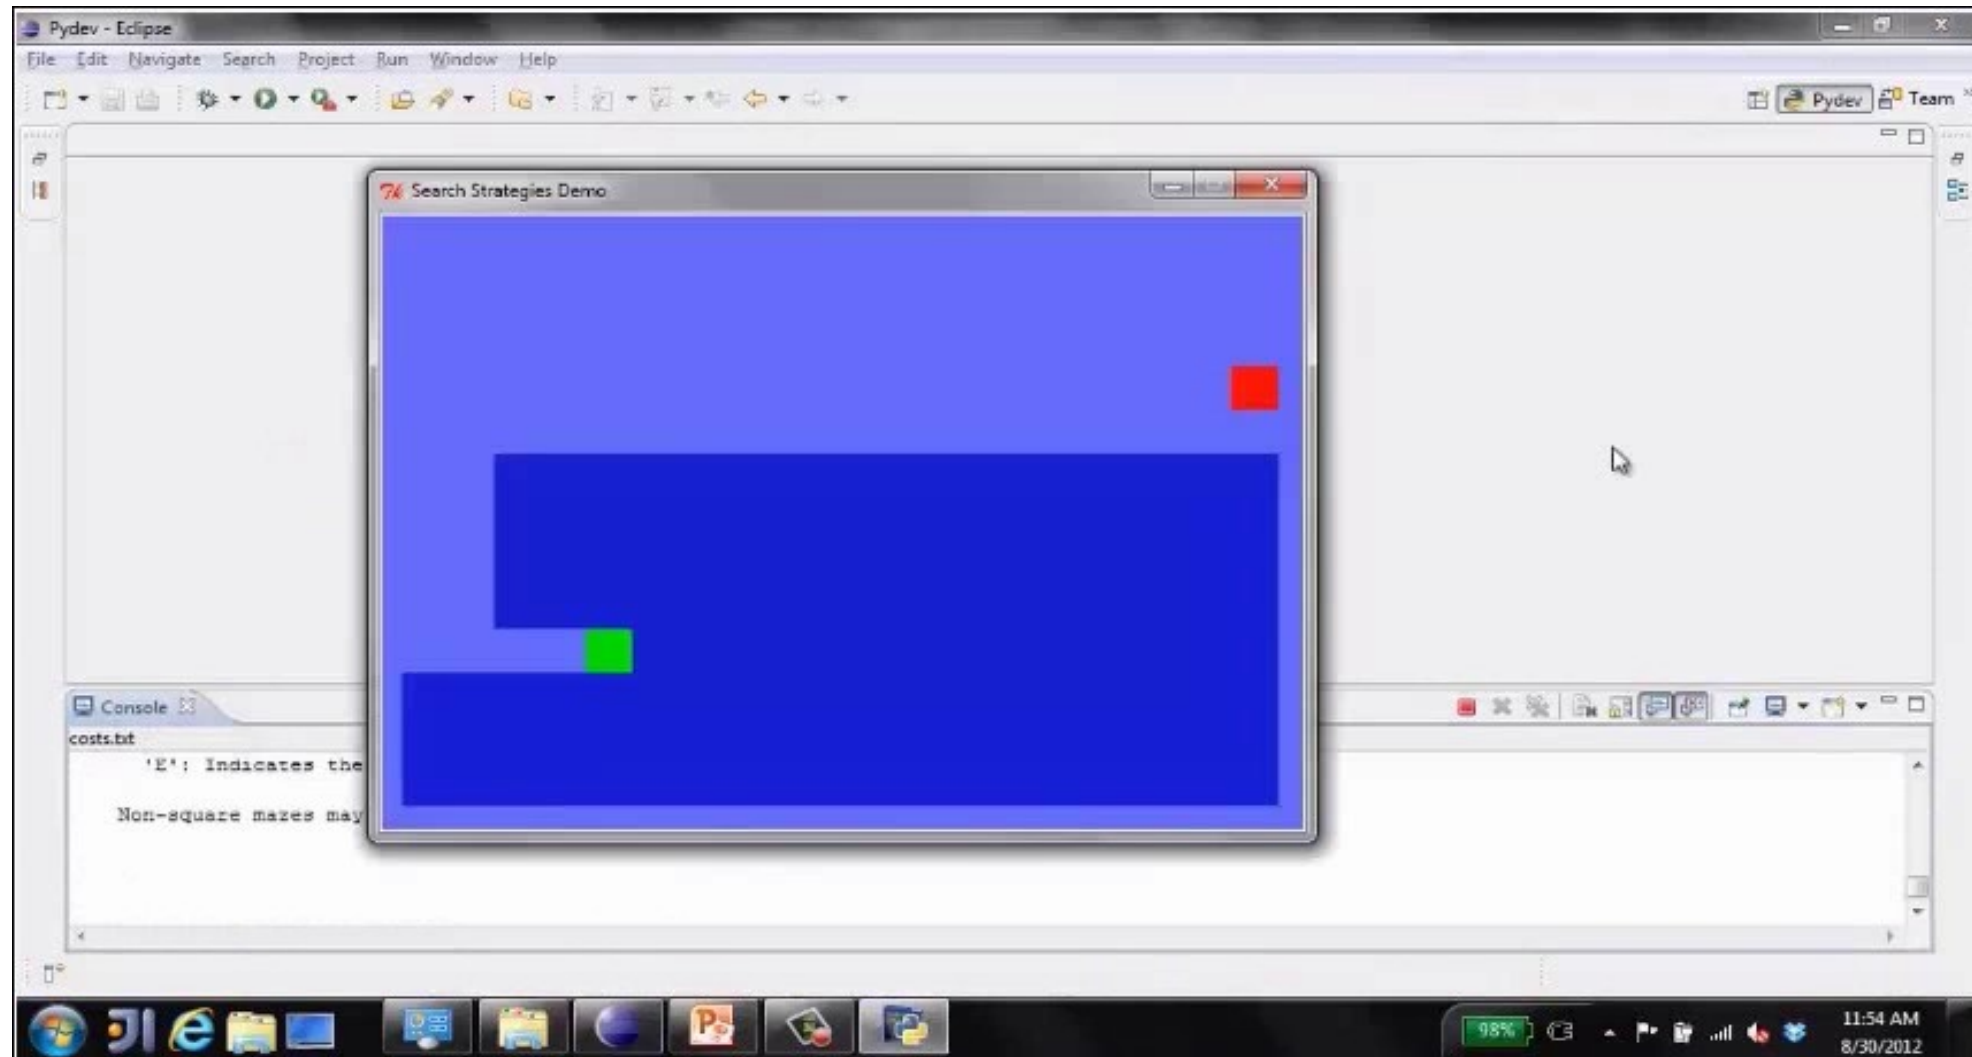 Pydev - Eclipse
File Edit Navigate Search Project Run Window Help
Pydev Team
Search Strategies Demo
Console
costs.txt
'E': Indicates the
Non-square mazes may
98%
11:54 AM
8/30/2012